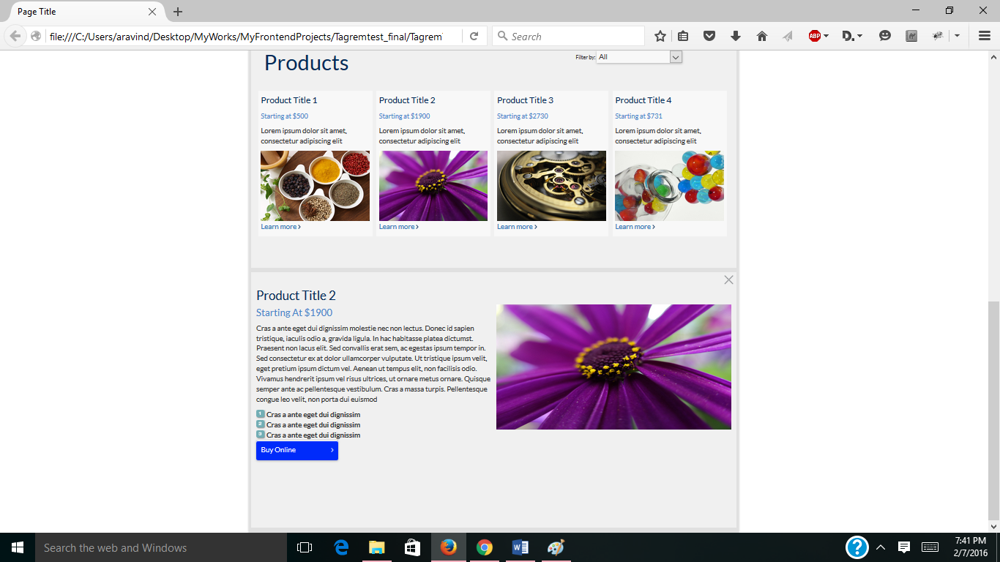 Page Title
file:///C:/Users/aravind/Desktop/MyWorks/MyFrontendProjects/Tagremtest_final/Tagrem
Search
ABP
D.
Products
Filter by: All
Product Title 1
Starting at $500
Lorem ipsum dolor sit amet,
consectetur adipiscing elit
Learn more
Product Title 2
Starting at $1900
Lorem ipsum dolor sit amet,
consectetur adipiscing elit
Learn more
Product Title 3
Starting at $2730
Lorem ipsum dolor sit amet,
consectetur adipiscing elit
Learn more
Product Title 4
Starting at $731
Lorem ipsum dolor sit amet,
consectetur adipiscing elit
Learn more
Product Title 2
Starting At $1900
Cras a ante eget dui dignissim molestie nec non lectus. Donec id sapien
tristique, iaculis odio a, gravida ligula. In hac habitasse platea dictumst.
Praesent non lacus elit. Sed convallis erat sem, ac egestas ipsum tempor in.
Sed consectetur ex at dolor ullamcorper vulputate. Ut tristique ipsum velit,
eget pretium ipsum dictum vel. Aenean ut tempus elit, non facilisis odio.
Vivamus hendrerit ipsum vel risus ultrices, ut ornare metus ornare. Quisque
semper ante ac pellentesque vestibulum. Cras a massa turpis. Pellentesque
congue leo velit, non porta dui euismod
1 Cras a ante eget dui dignissim
2 Cras a ante eget dui dignissim
3 Cras a ante eget dui dignissim
Buy Online
Search the web and Windows
7:41 PM
2/7/2016